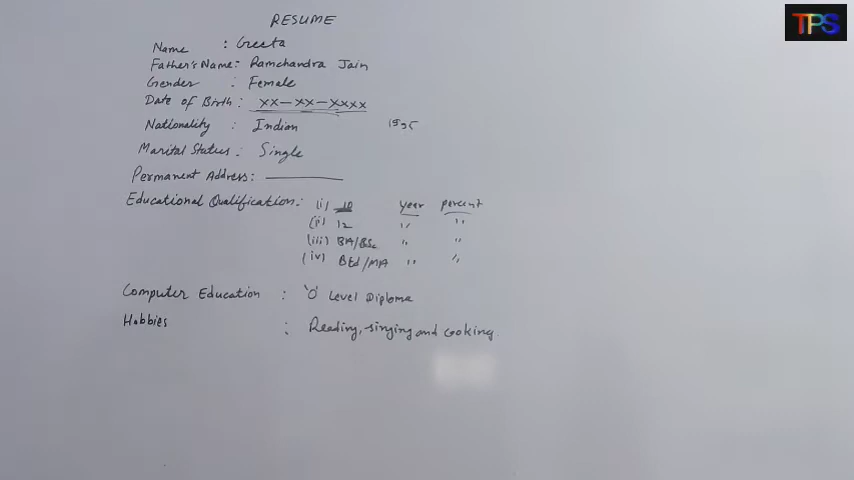 TPS
RESUME
Name : Greeta
Father's Name: Ramchandra Jain
Gender : Female
Date of Birth: XX-XX-XXXX
Nationality : Indian
Marital Status: Single
Permanent Address:
Educational Qualification: (i) 10 year percent
(ii) 12 " "
(iii) BA/BSc " "
(iv) BEd/MA " "
Computer Education : 'O' Level Diploma
Hobbies : Reading, singing and cooking.